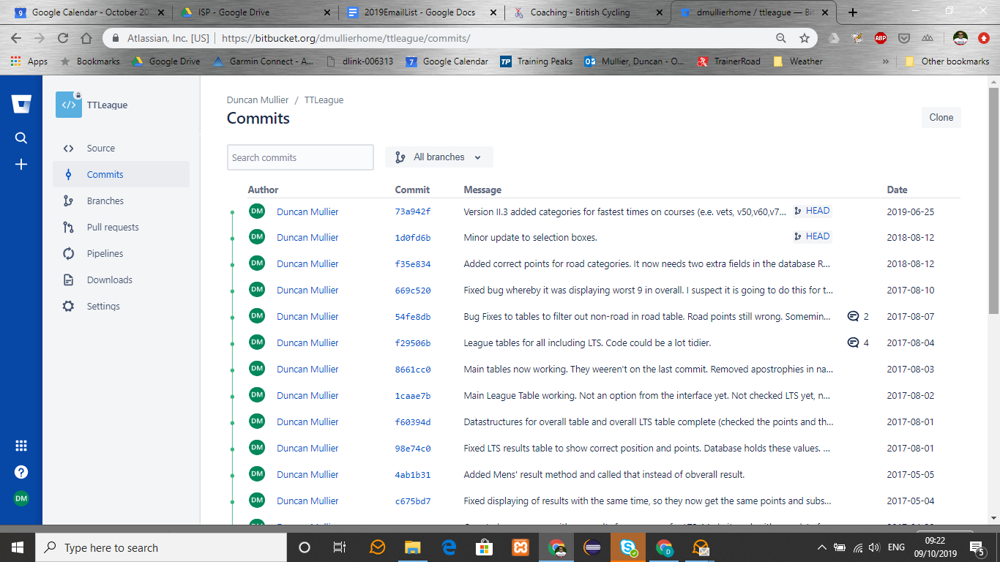 Google Calendar - October 20
ISP - Google Drive
2019EmailList - Google Docs
Coaching - British Cycling
dmullierhome / ttleague — Bit
Atlassian, Inc. [US] | https://bitbucket.org/dmullierhome/ttleague/commits/
ABP
Apps Bookmarks Google Drive Garmin Connect - A... dlink-006313 7 Google Calendar TP Training Peaks Mullier, Duncan - O... TrainerRoad Weather » Other bookmarks
TTLeague
Source
Commits
Branches
Pull requests
Pipelines
Downloads
Settings
DM
Duncan Mullier / TTLeague
Commits
Clone
Search commits All branches
Author Commit Message Date
DM Duncan Mullier 73a942f Version II.3 added categories for fastest times on courses (e.e. vets, v50,v60,v7... HEAD 2019-06-25
DM Duncan Mullier 1d0fd6b Minor update to selection boxes. HEAD 2018-08-12
DM Duncan Mullier f35e834 Added correct points for road categories. It now needs two extra fields in the database R... 2018-08-12
DM Duncan Mullier 669c520 Fixed bug whereby it was displaying worst 9 in overall. I suspect it is going to do this for t... 2017-08-10
DM Duncan Mullier 54fe8db Bug Fixes to tables to filter out non-road in road table. Road points still wrong. Somemin... 2 2017-08-07
DM Duncan Mullier f29506b League tables for all including LTS. Code could be a lot tidier. 4 2017-08-04
DM Duncan Mullier 8661cc0 Main tables now working. They weeren't on the last commit. Removed apostrophies in na... 2017-08-03
DM Duncan Mullier 1caae7b Main League Table working. Not an option from the interface yet. Not checked LTS yet, n... 2017-08-02
DM Duncan Mullier f60394d Datastructures for overall table and overall LTS table complete (checked the points and th... 2017-08-01
DM Duncan Mullier 98e74c0 Fixed LTS results table to show correct position and points. Database holds these values. ... 2017-08-01
DM Duncan Mullier 4ab1b31 Added Mens' result method and called that instead of obverall result. 2017-05-05
DM Duncan Mullier c675bd7 Fixed displaying of results with the same time, so they now get the same points and subs... 2017-05-04
Type here to search
ENG
09:22
09/10/2019
5